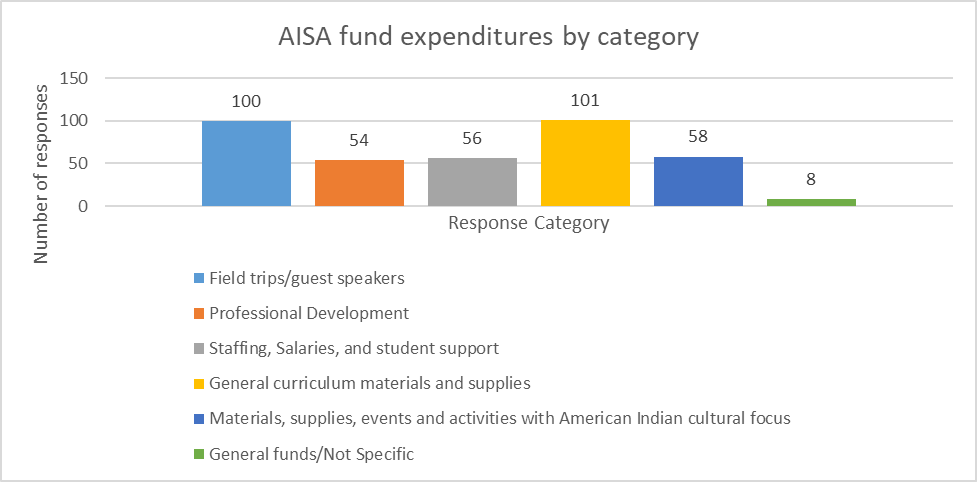 AISA fund expenditures by category
Number of responses
150
100
50
0
100
54
56
101
58
8
Response Category
Field trips/guest speakers
Professional Development
Staffing, Salaries, and student support
General curriculum materials and supplies
Materials, supplies, events and activities with American Indian cultural focus
General funds/Not Specific